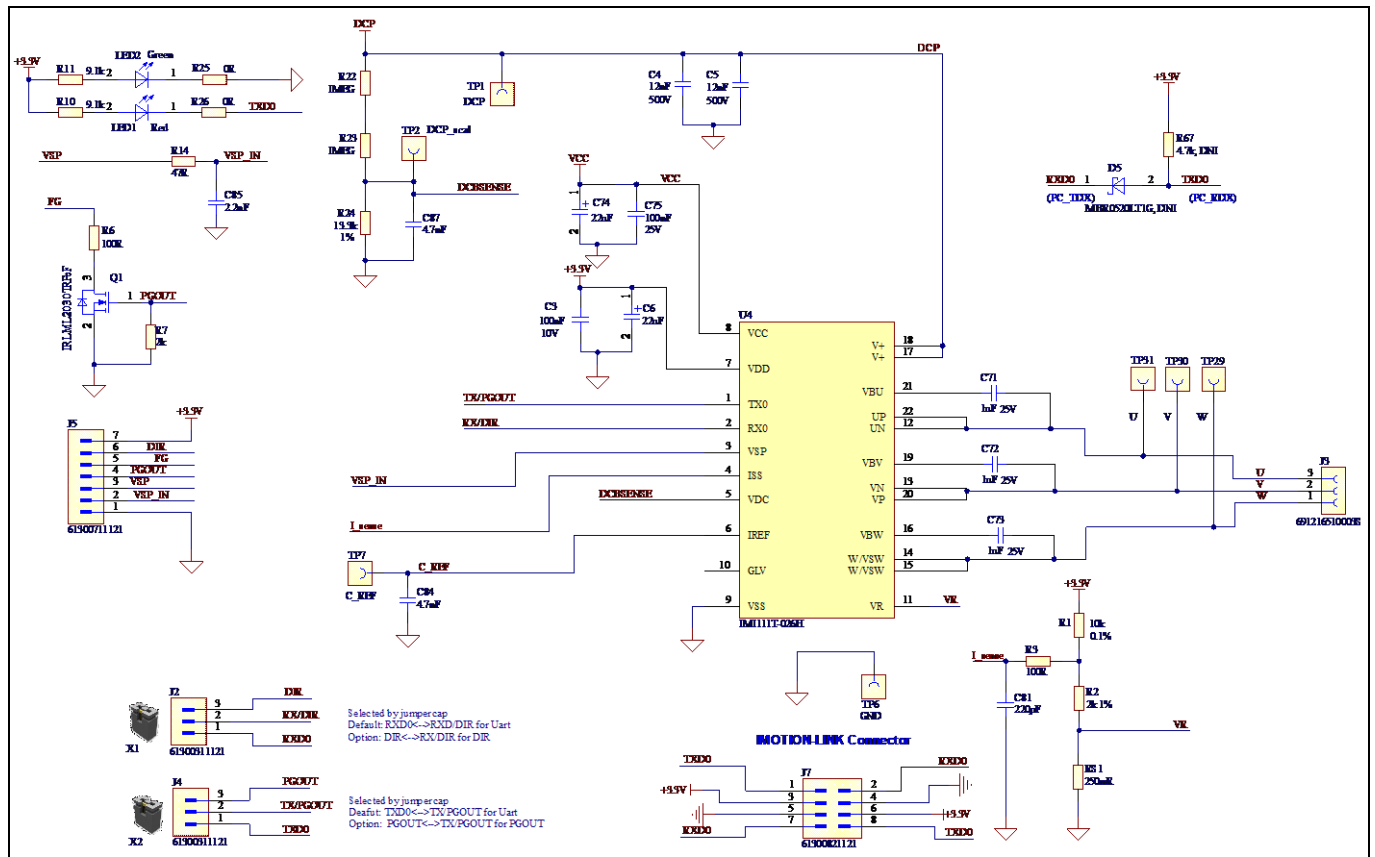 DCP
LED2 Green
+3.3V
R11 9.1k 2 1 R25 0R
R10 9.1k 2 1 R26 0R TXD0
LED1 Red
VSP R14 VSP_IN
47R
C85
2.2nF
FG
R6
100R
3
Q1
1 PGOUT
2
IRLML2030TRPbF
R7
2k
R22
1MEG
R23
1MEG
R24
13.3k
1%
TP1
DCP
TP2 DCP_scal
DCBSENSE
C87
4.7nF
C4
12nF
500V
C5
12nF
500V
DCP
VCC
VCC
1
+ C74
22uF
2
C75
100nF
25V
+3.3V
C3
100nF
10V
1
+ C6
22uF
2
+3.3V
R67
4.7k, DNI
D5
RXD0 1 2 TXD0
(PC_TDX) (PC_RDX)
MBR0520LT1G, DNI
U4
8 VCC
7 VDD
TX/PGOUT 1 TX0
RX/DIR 2 RX0
VSP_IN 3 VSP
I_sense 4 ISS
DCBSENSE 5 VDC
6 IREF
10 GLV
9 VSS
V+ 18
V+ 17
VBU 21
UP 22
UN 12
VBV 19
VN 13
VP 20
VBW 16
W/VSW 14
W/VSW 15
VR 11 VR
IMI111T-026H
C71
1uF 25V
C72
1uF 25V
C73
1uF 25V
TP31 TP30 TP29
U V W
J3
U 3
V 2
W 1
691216510003S
TP7
C_REF
C_REF
C84
4.7nF
+3.3V
J5
7
6 DIR
5 FG
4 PGOUT
3 VSP
2 VSP_IN
1
61300711121
+3.3V
R1 10k
0.1%
I_sense R3
100R
R2
2k 1%
C81
220pF
VR
RS1
250mR
TP6
GND
J2
3 DIR
2 RX/DIR
1 RXD0
61300311121
X1
Selected by jumper cap
Default: RXD0<-->RXD/DIR for Uart
Option: DIR<-->RX/DIR for DIR
J4
3 PGOUT
2 TX/PGOUT
1 TXD0
61300311121
X2
Selected by jumper cap
Deafut: TXD0<-->TX/PGOUT for Uart
Option: PGOUT<-->TX/PGOUT for PGOUT
IMOTION-LINK Connector
J7
TXD0 1 2 RXD0
+3.3V 3 4
5 6 +3.3V
RXD0 7 8 TXD0
61300821121